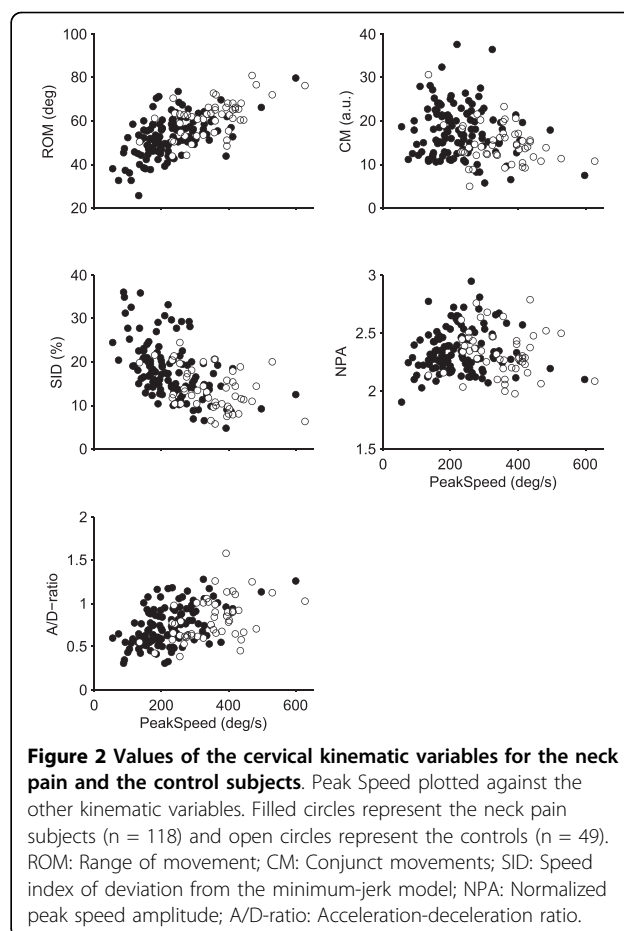 100
80
60
40
20
ROM (deg)
40
30
20
10
0
CM (a.u.)
40
30
20
10
0
SID (%)
3
2.5
2
1.5
NPA
0 200 400 600
PeakSpeed (deg/s)
2
1.5
1
0.5
0
A/D−ratio
0 200 400 600
PeakSpeed (deg/s)
Figure 2 Values of the cervical kinematic variables for the neck
pain and the control subjects. Peak Speed plotted against the
other kinematic variables. Filled circles represent the neck pain
subjects (n = 118) and open circles represent the controls (n = 49).
ROM: Range of movement; CM: Conjunct movements; SID: Speed
index of deviation from the minimum-jerk model; NPA: Normalized
peak speed amplitude; A/D-ratio: Acceleration-deceleration ratio.